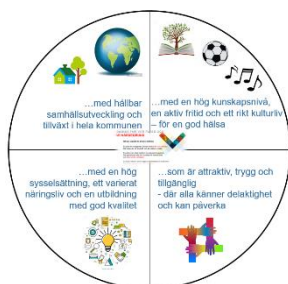 ...med hållbar
samhällsutveckling och
tillväxt i hela kommunen
...med en hög kunskapsnivå,
en aktiv fritid och ett rikt kulturliv
– för en god hälsa
...med en hög
sysselsättning, ett varierat
näringsliv och en utbildning
med god kvalitet
...som är attraktiv, trygg och
tillgänglig
- där alla känner delaktighet
och kan påverka